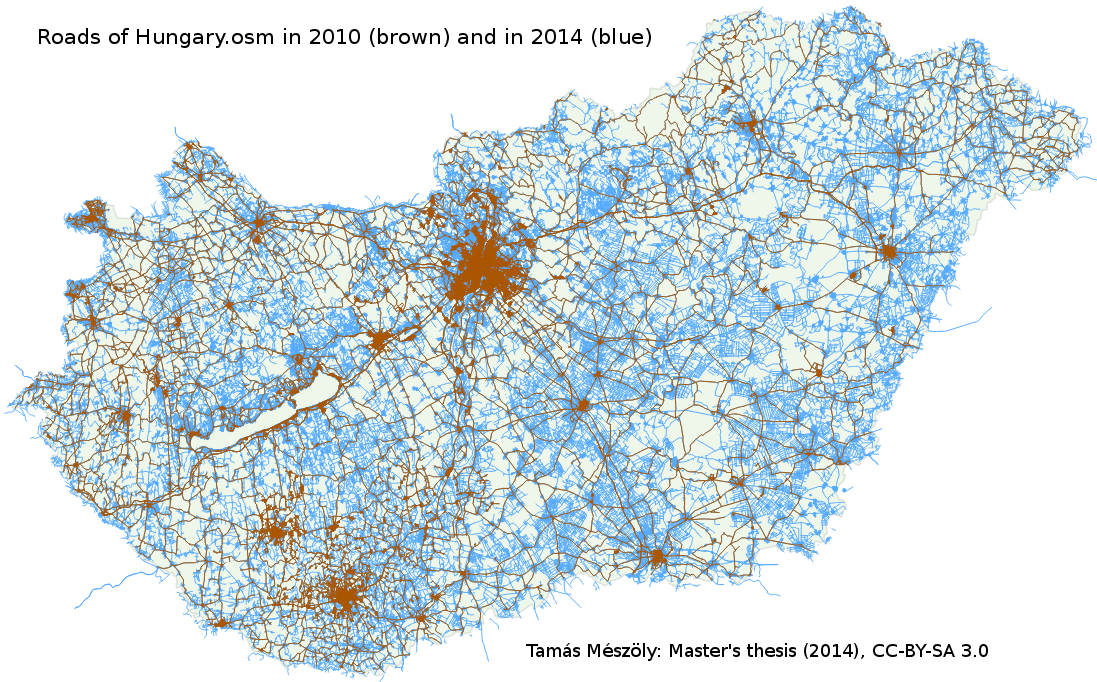 Roads of Hungary.osm in 2010 (brown) and in 2014 (blue)
Tamás Mészöly: Master's thesis (2014), CC-BY-SA 3.0